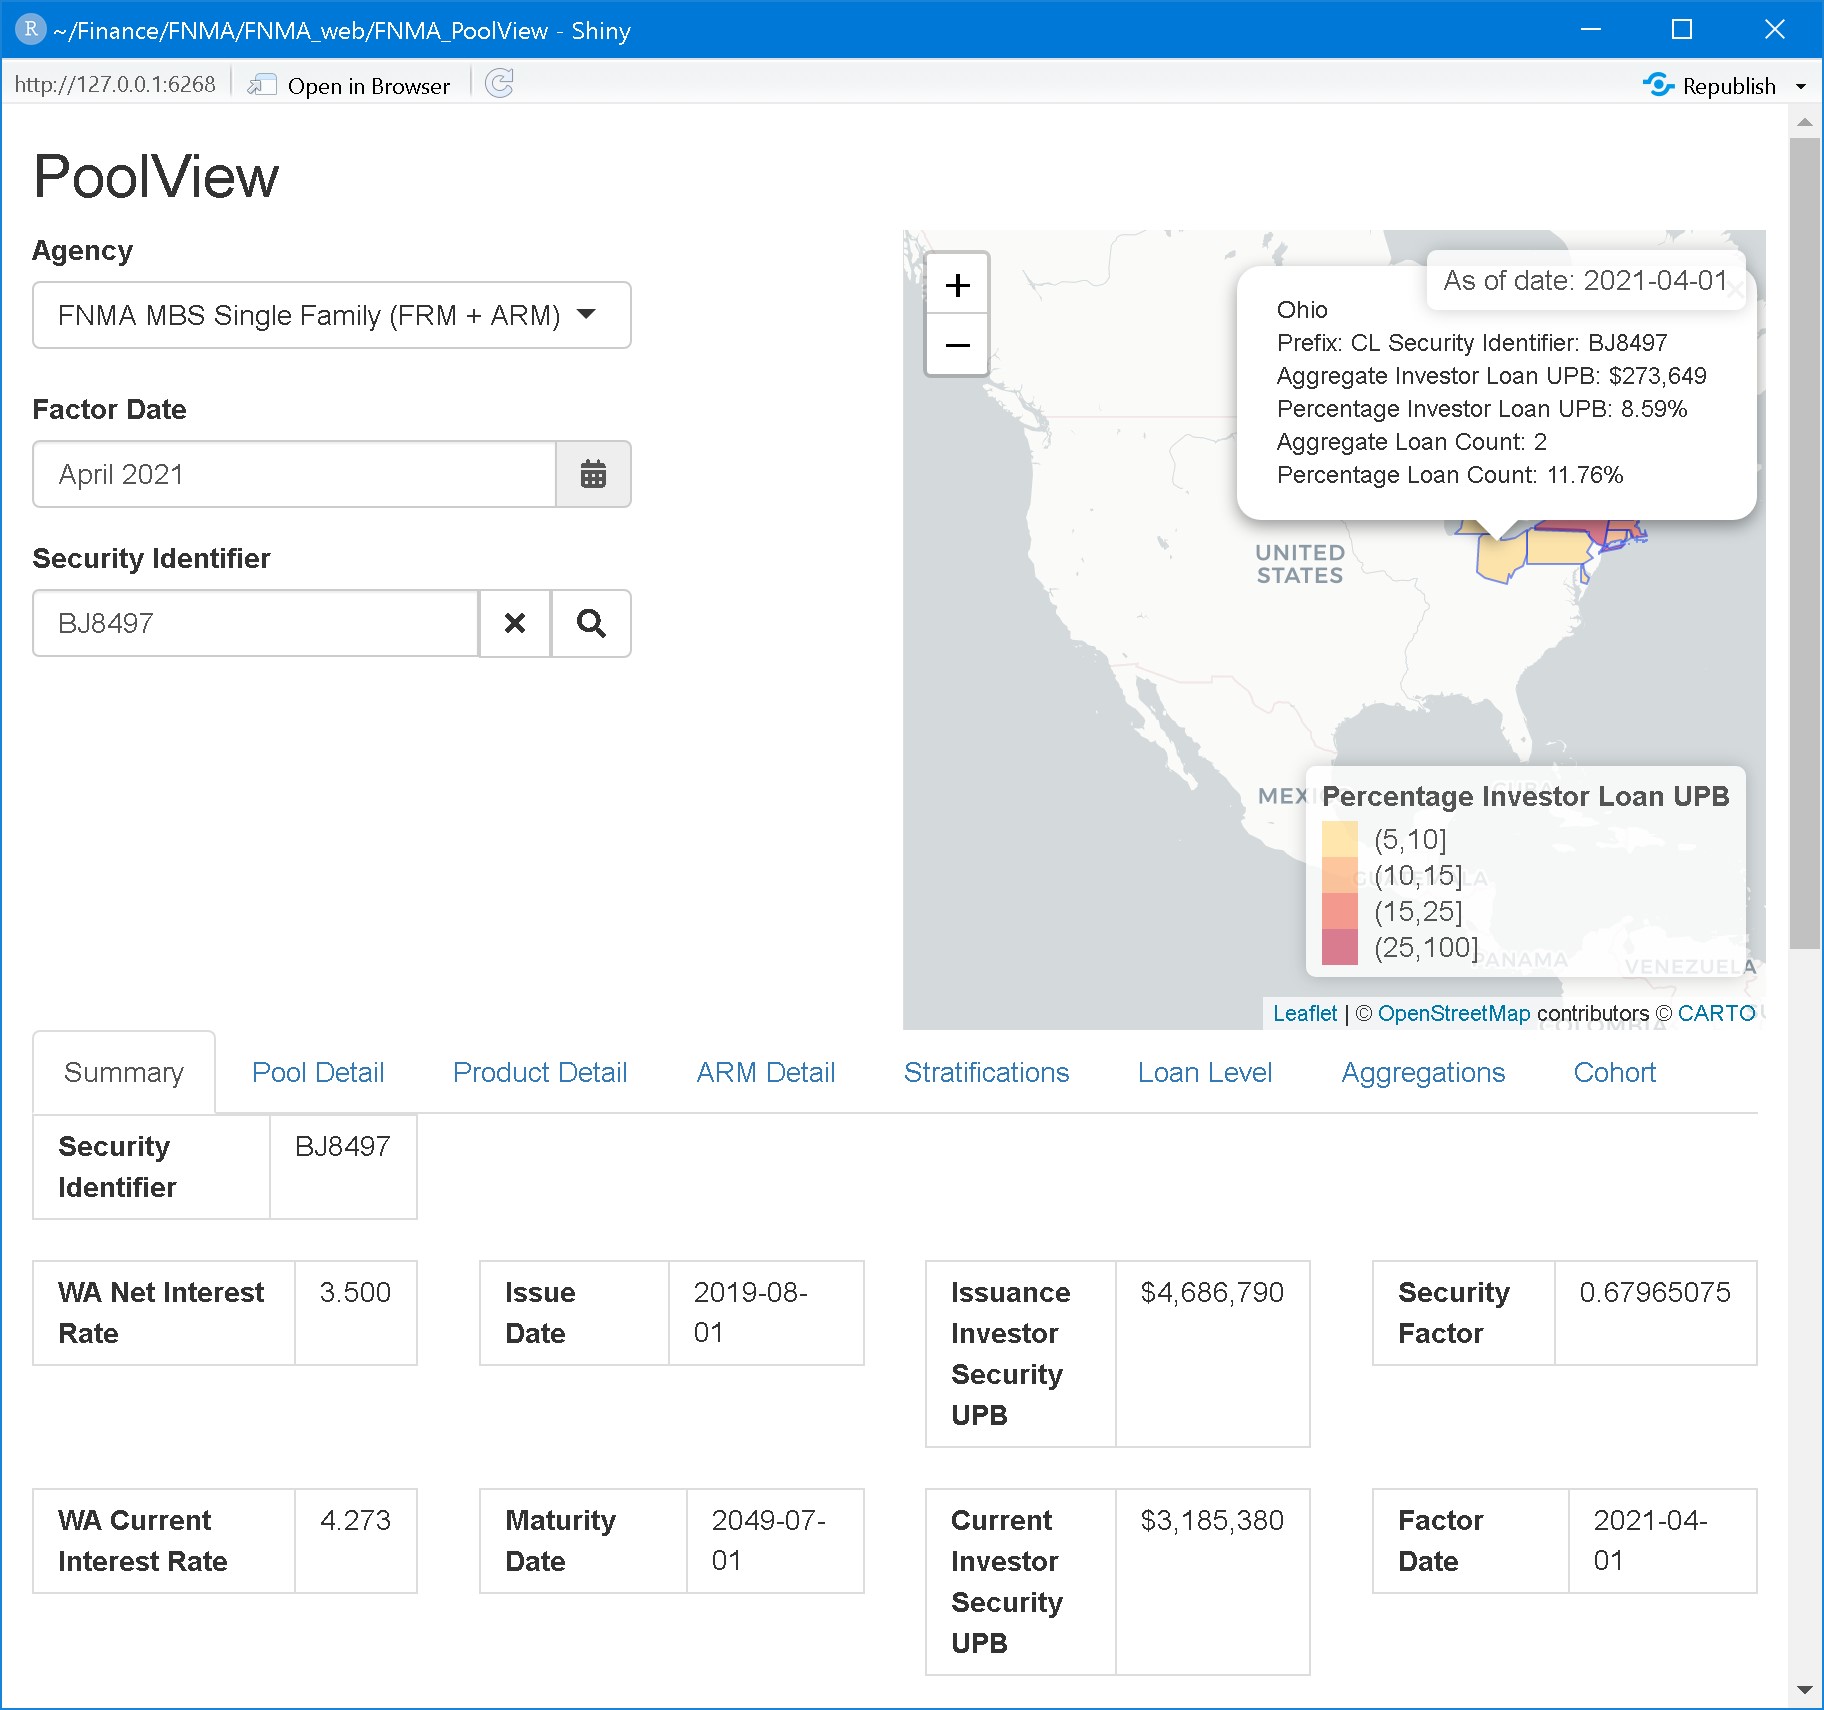 R ~/Finance/FNMA/FNMA_web/FNMA_PoolView - Shiny
http://127.0.0.1:6268 Open in Browser Republish
PoolView
Agency
FNMA MBS Single Family (FRM + ARM)
Factor Date
April 2021
Security Identifier
BJ8497
+
−
As of date: 2021-04-01
Ohio
Prefix: CL Security Identifier: BJ8497
Aggregate Investor Loan UPB: $273,649
Percentage Investor Loan UPB: 8.59%
Aggregate Loan Count: 2
Percentage Loan Count: 11.76%
UNITED
STATES
MEXI
CUBA
Percentage Investor Loan UPB
(5,10]
(10,15]
(15,25]
(25,100]
GUATEMALA
PANAMA
VENEZUELA
COLOMBIA
Leaflet | © OpenStreetMap contributors © CARTO
Summary Pool Detail Product Detail ARM Detail Stratifications Loan Level Aggregations Cohort
Security BJ8497
Identifier
WA Net Interest 3.500 Issue 2019-08- Issuance $4,686,790 Security 0.67965075
Rate Date 01 Investor Factor
Security
UPB
WA Current 4.273 Maturity 2049-07- Current $3,185,380 Factor 2021-04-
Interest Rate Date 01 Investor Date 01
Security
UPB